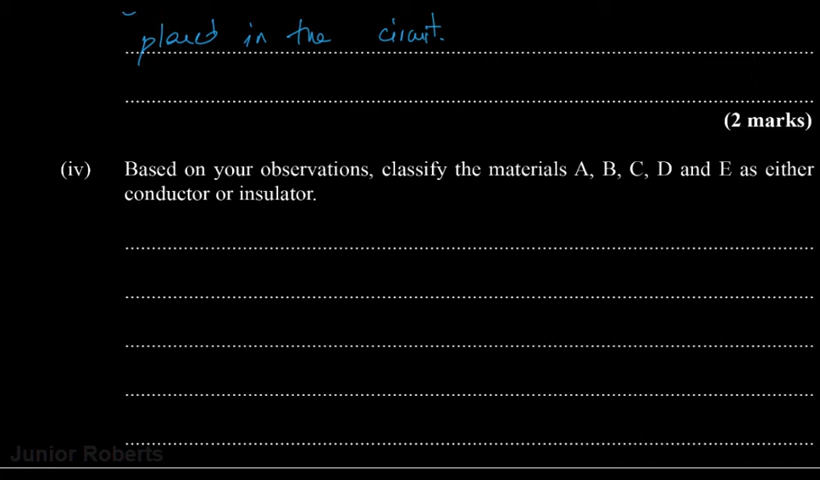 placed in the circuit.
(2 marks)
(iv) Based on your observations, classify the materials A, B, C, D and E as either
conductor or insulator.
Junior Roberts